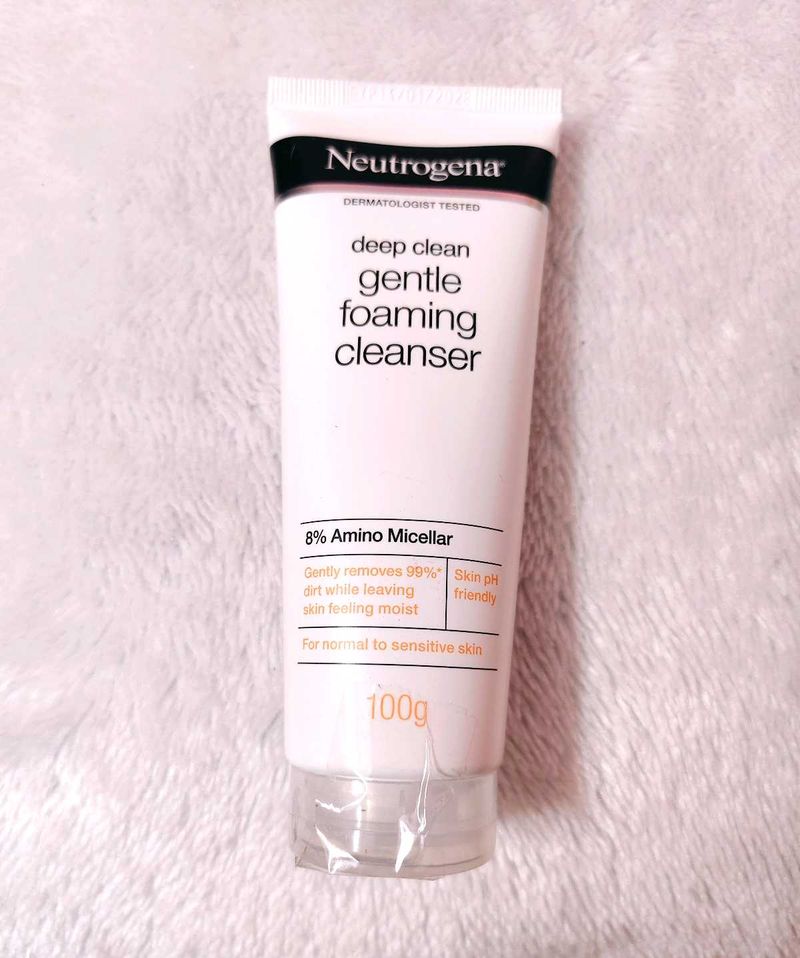 Neutrogena®
DERMATOLOGIST TESTED
deep clean
gentle
foaming
cleanser
8% Amino Micellar
Gently removes 99%*
dirt while leaving
skin feeling moist
Skin pH
friendly
For normal to sensitive skin
100g